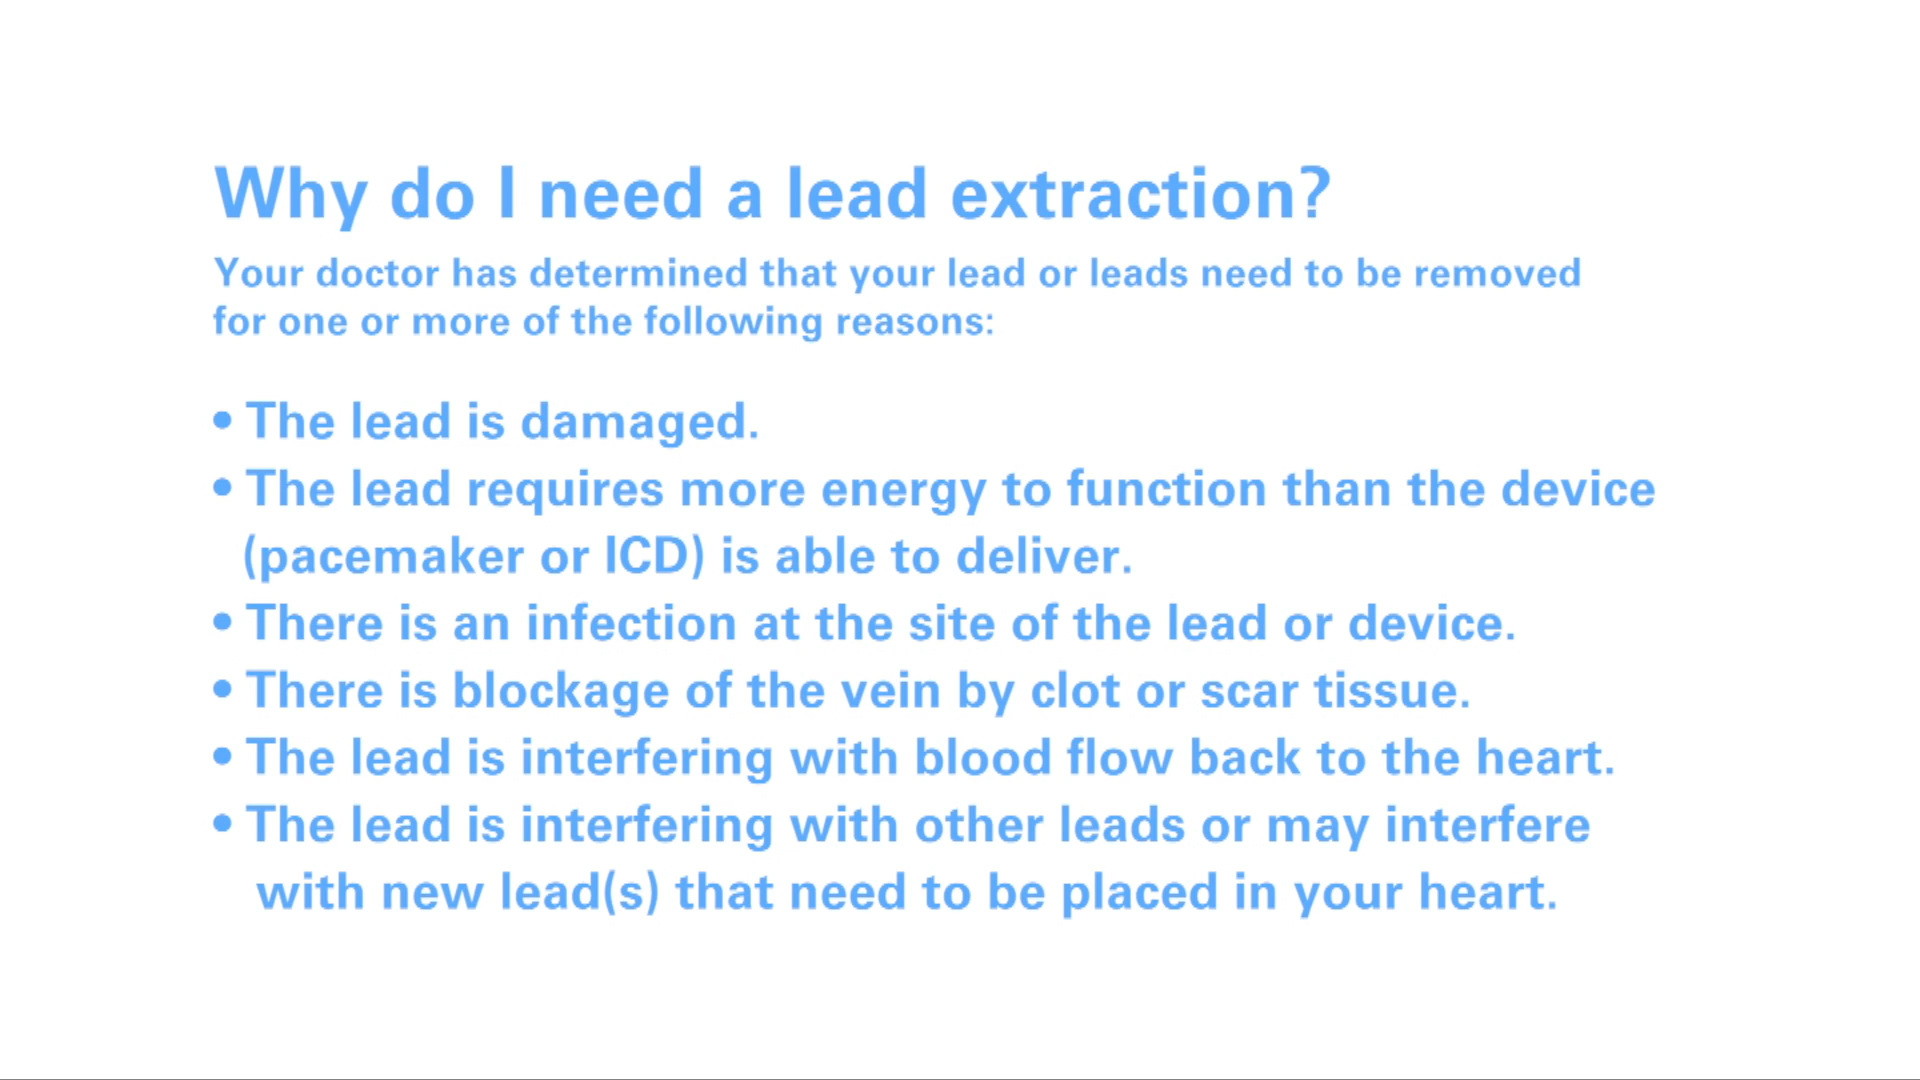 Why do I need a lead extraction?
Your doctor has determined that your lead or leads need to be removed
for one or more of the following reasons:
• The lead is damaged.
• The lead requires more energy to function than the device
(pacemaker or ICD) is able to deliver.
• There is an infection at the site of the lead or device.
• There is blockage of the vein by clot or scar tissue.
• The lead is interfering with blood flow back to the heart.
• The lead is interfering with other leads or may interfere
with new lead(s) that need to be placed in your heart.